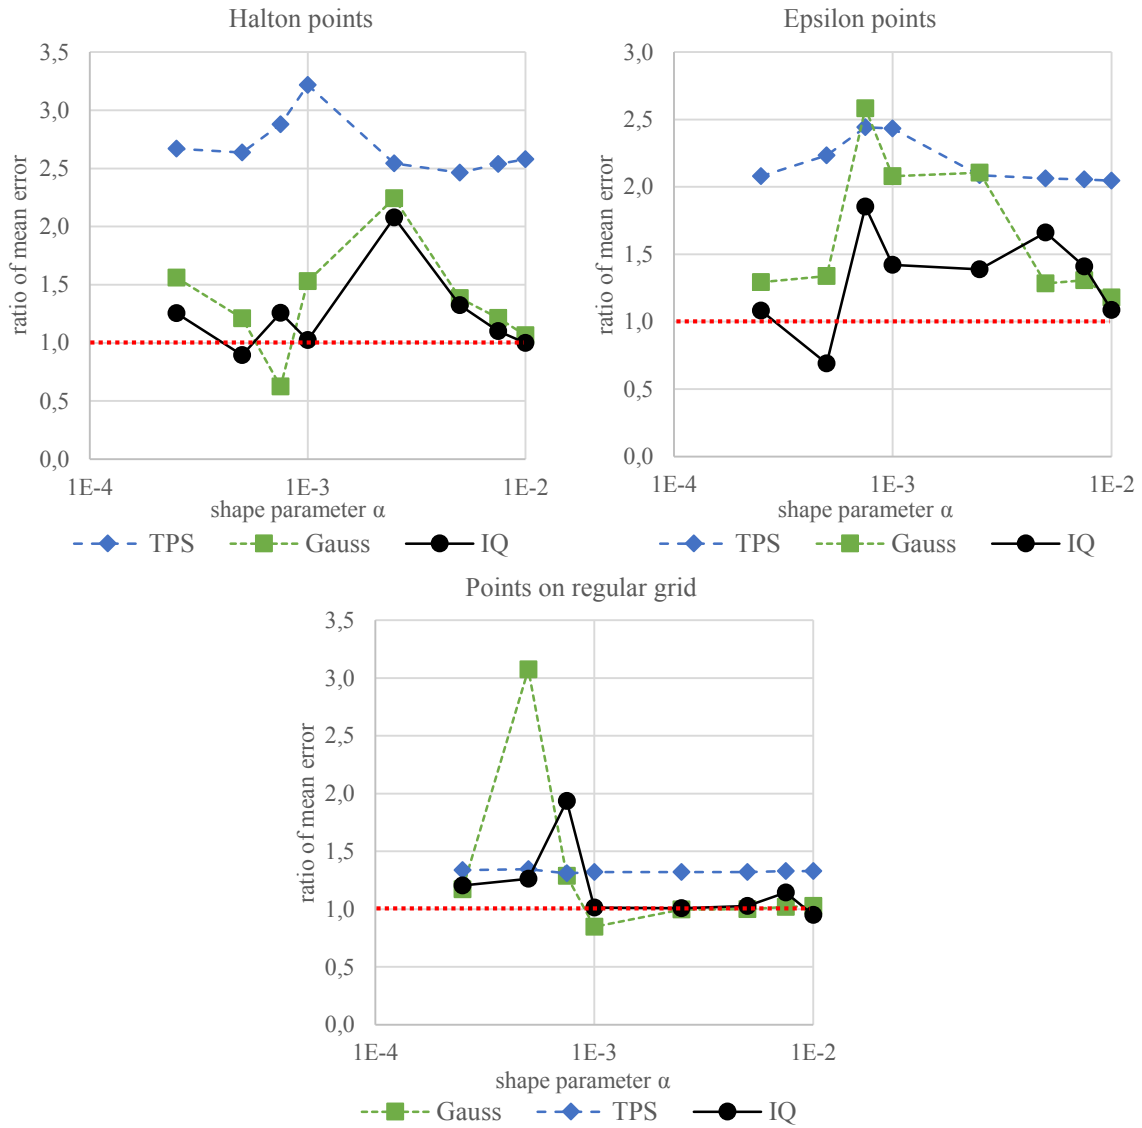 Halton points
3,5
3,0
2,5
2,0
1,5
1,0
0,5
0,0
ratio of mean error
1E-4 1E-3 1E-2
shape parameter α
TPS Gauss IQ
Epsilon points
3,0
2,5
2,0
1,5
1,0
0,5
0,0
ratio of mean error
1E-4 1E-3 1E-2
shape parameter α
TPS Gauss IQ
Points on regular grid
3,5
3,0
2,5
2,0
1,5
1,0
0,5
0,0
ratio of mean error
1E-4 1E-3 1E-2
shape parameter α
Gauss TPS IQ